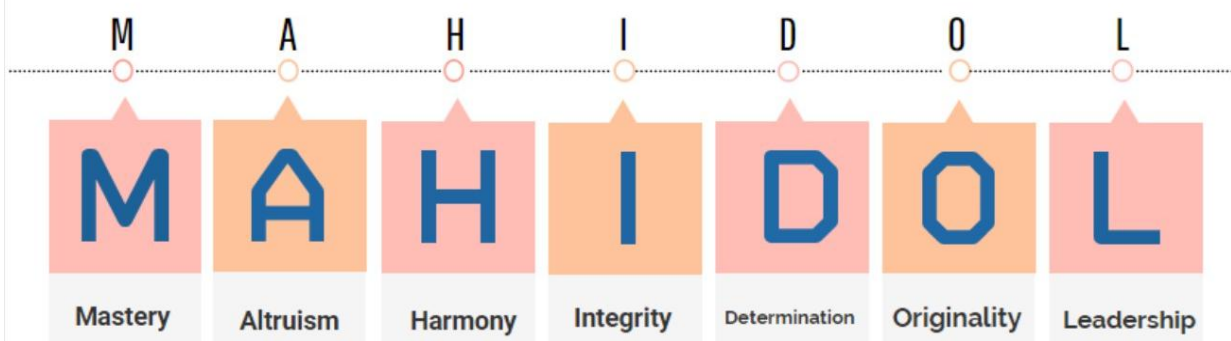 M A H I D O L
M A H I D O L
Mastery Altruism Harmony Integrity Determination Originality Leadership